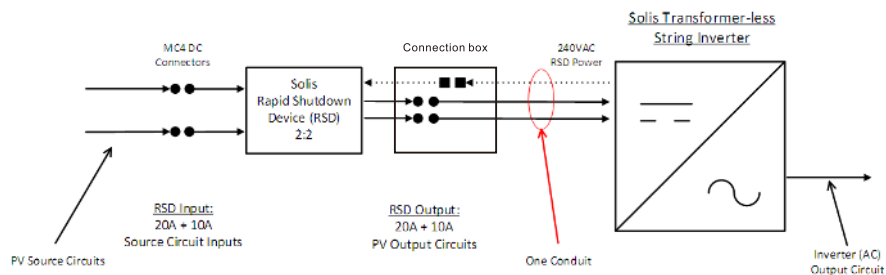 Solis Transformer-less
String Inverter
MC4 DC
Connectors
Connection box
240VAC
RSD Power
Solis
Rapid Shutdown
Device (RSD)
2:2
RSD Input:
20A + 10A
Source Circuit Inputs
RSD Output:
20A + 10A
PV Output Circuits
PV Source Circuits
One Conduit
Inverter (AC)
Output Circuit